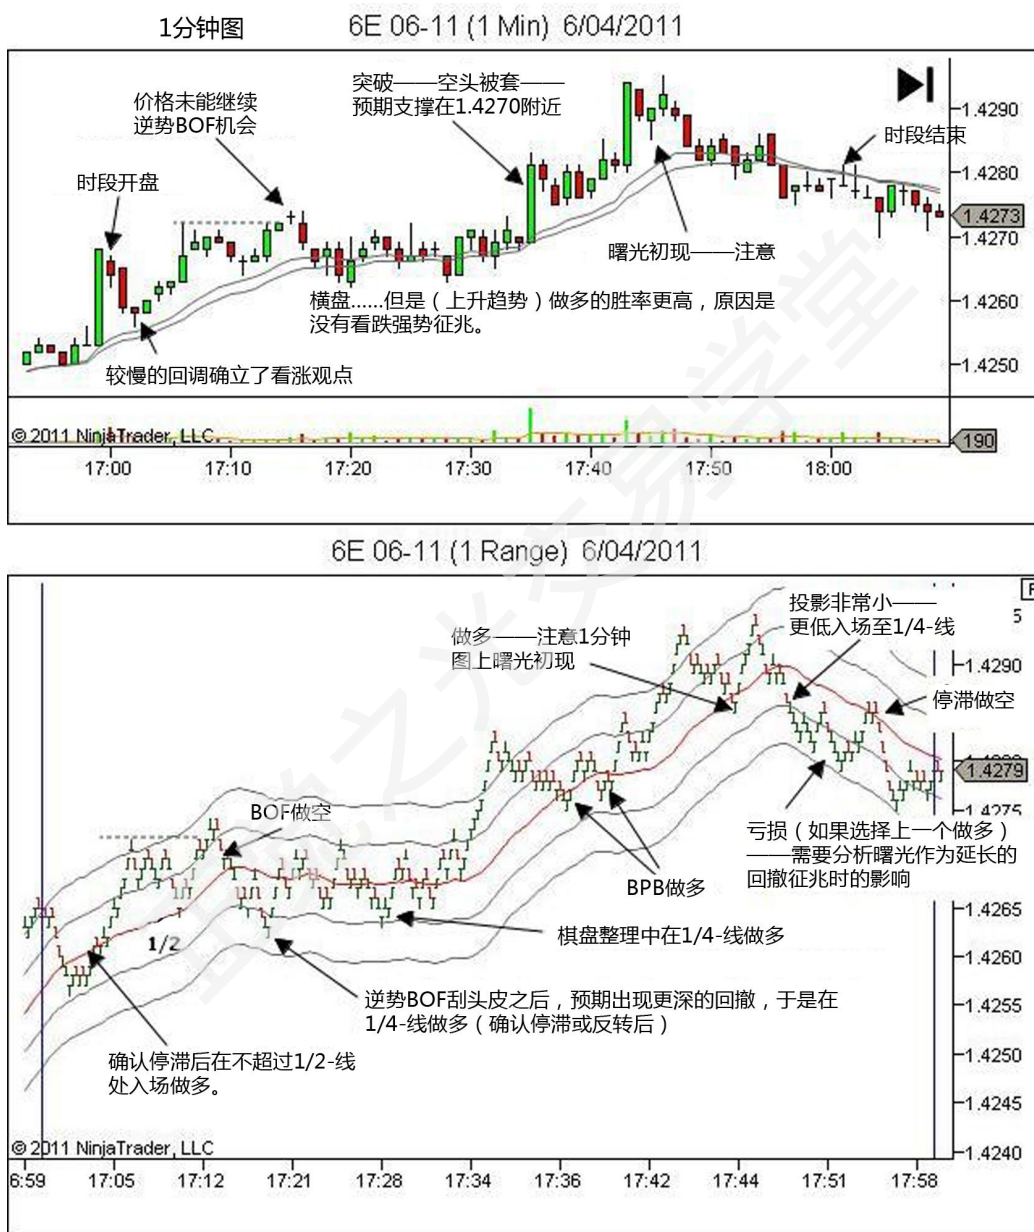 1分钟图
6E 06-11 (1 Min) 6/04/2011
突破——空头被套——
预期支撑在1.4270附近
价格未能继续
逆势BOF机会
时段开盘
时段结束
曙光初现——注意
横盘......但是（上升趋势）做多的胜率更高，原因是
没有看跌强势征兆。
较慢的回调确立了看涨观点
1.4290
1.4280
1.4273
1.4270
1.4260
1.4250
© 2011 NinjaTrader, LLC
190
17:00
17:10
17:20
17:30
17:40
17:50
18:00
6E 06-11 (1 Range) 6/04/2011
F
投影非常小——
更低入场至1/4-线
5
做多——注意1分钟
图上曙光初现
1.4290
停滞做空
1.4279
1.4275
BOF做空
亏损（如果选择上一个做多）
——需要分析曙光作为延长的
回撤征兆时的影响
BPB做多
1.4265
棋盘整理中在1/4-线做多
1/2
1.4260
逆势BOF刮头皮之后，预期出现更深的回撤，于是在
1/4-线做多（确认停滞或反转后）
1.4255
确认停滞后在不超过1/2-线
处入场做多。
1.4250
1.4245
© 2011 NinjaTrader, LLC
1.4240
6:59
17:05
17:12
17:21
17:28
17:34
17:36
17:42
17:44
17:51
17:58
之光交易学堂